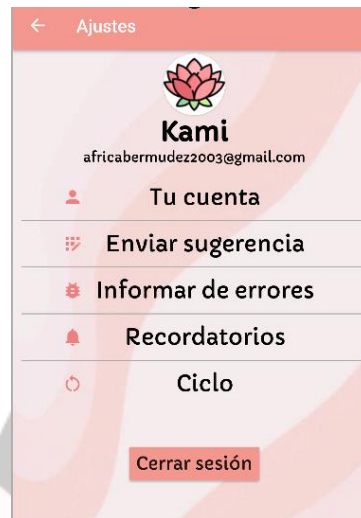 Ajustes
Kami
africabermudez2003@gmail.com
Tu cuenta
Enviar sugerencia
Informar de errores
Recordatorios
Ciclo
Cerrar sesión